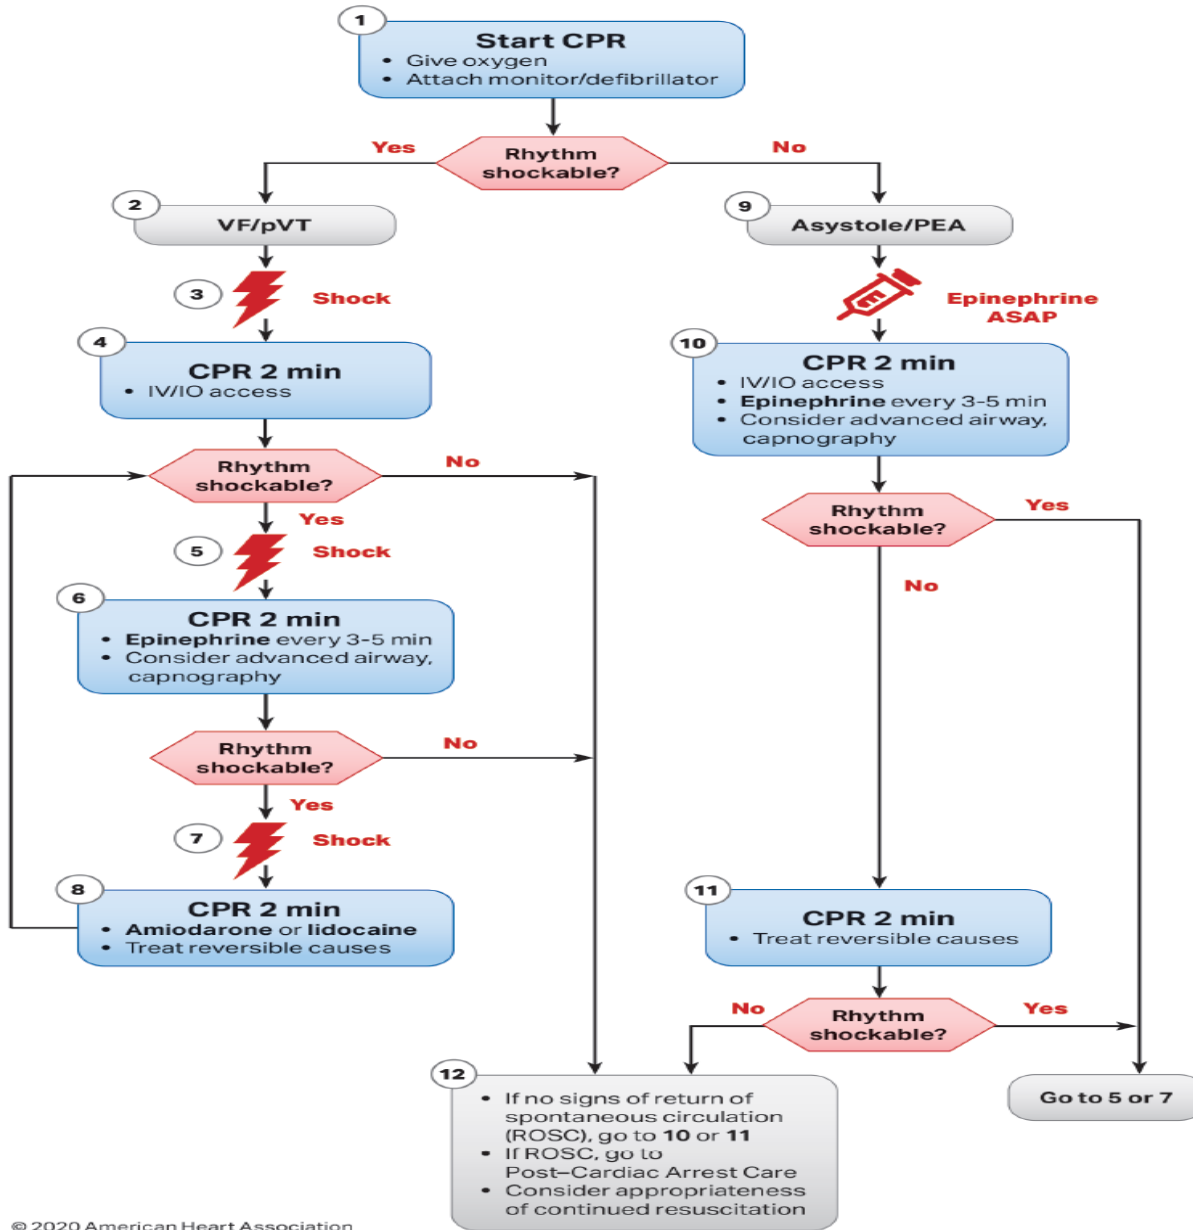 1
Start CPR
• Give oxygen
• Attach monitor/defibrillator
Rhythm
shockable?
Yes
No
2
VF/pVT
3
Shock
4
CPR 2 min
• IV/IO access
Rhythm
shockable?
No
Yes
5
Shock
6
CPR 2 min
• Epinephrine every 3-5 min
• Consider advanced airway,
capnography
Rhythm
shockable?
No
Yes
7
Shock
8
CPR 2 min
• Amiodarone or lidocaine
• Treat reversible causes
9
Asystole/PEA
Epinephrine
ASAP
10
CPR 2 min
• IV/IO access
• Epinephrine every 3-5 min
• Consider advanced airway,
capnography
Rhythm
shockable?
Yes
No
11
CPR 2 min
• Treat reversible causes
No
Rhythm
shockable?
Yes
12
• If no signs of return of
spontaneous circulation
(ROSC), go to 10 or 11
• If ROSC, go to
Post–Cardiac Arrest Care
• Consider appropriateness
of continued resuscitation
Go to 5 or 7
© 2020 American Heart Association